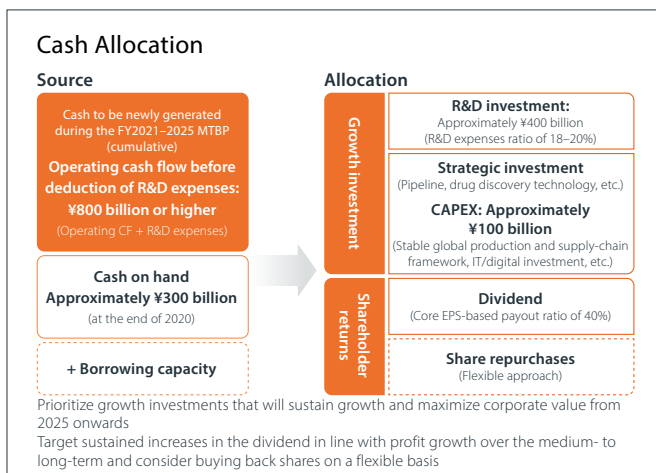 Cash Allocation
Source
Cash to be newly generated
during the FY2021–2025 MTBP
(cumulative)
Operating cash flow before
deduction of R&D expenses:
¥800 billion or higher
(Operating CF + R&D expenses)
Cash on hand
Approximately ¥300 billion
(at the end of 2020)
+ Borrowing capacity
Allocation
Growth investment
R&D investment:
Approximately ¥400 billion
(R&D expenses ratio of 18–20%)
Strategic investment
(Pipeline, drug discovery technology, etc.)
CAPEX: Approximately
¥100 billion
(Stable global production and supply-chain
framework, IT/digital investment, etc.)
Shareholder
returns
Dividend
(Core EPS-based payout ratio of 40%)
Share repurchases
(Flexible approach)
Prioritize growth investments that will sustain growth and maximize corporate value from
2025 onwards
Target sustained increases in the dividend in line with profit growth over the medium- to
long-term and consider buying back shares on a flexible basis